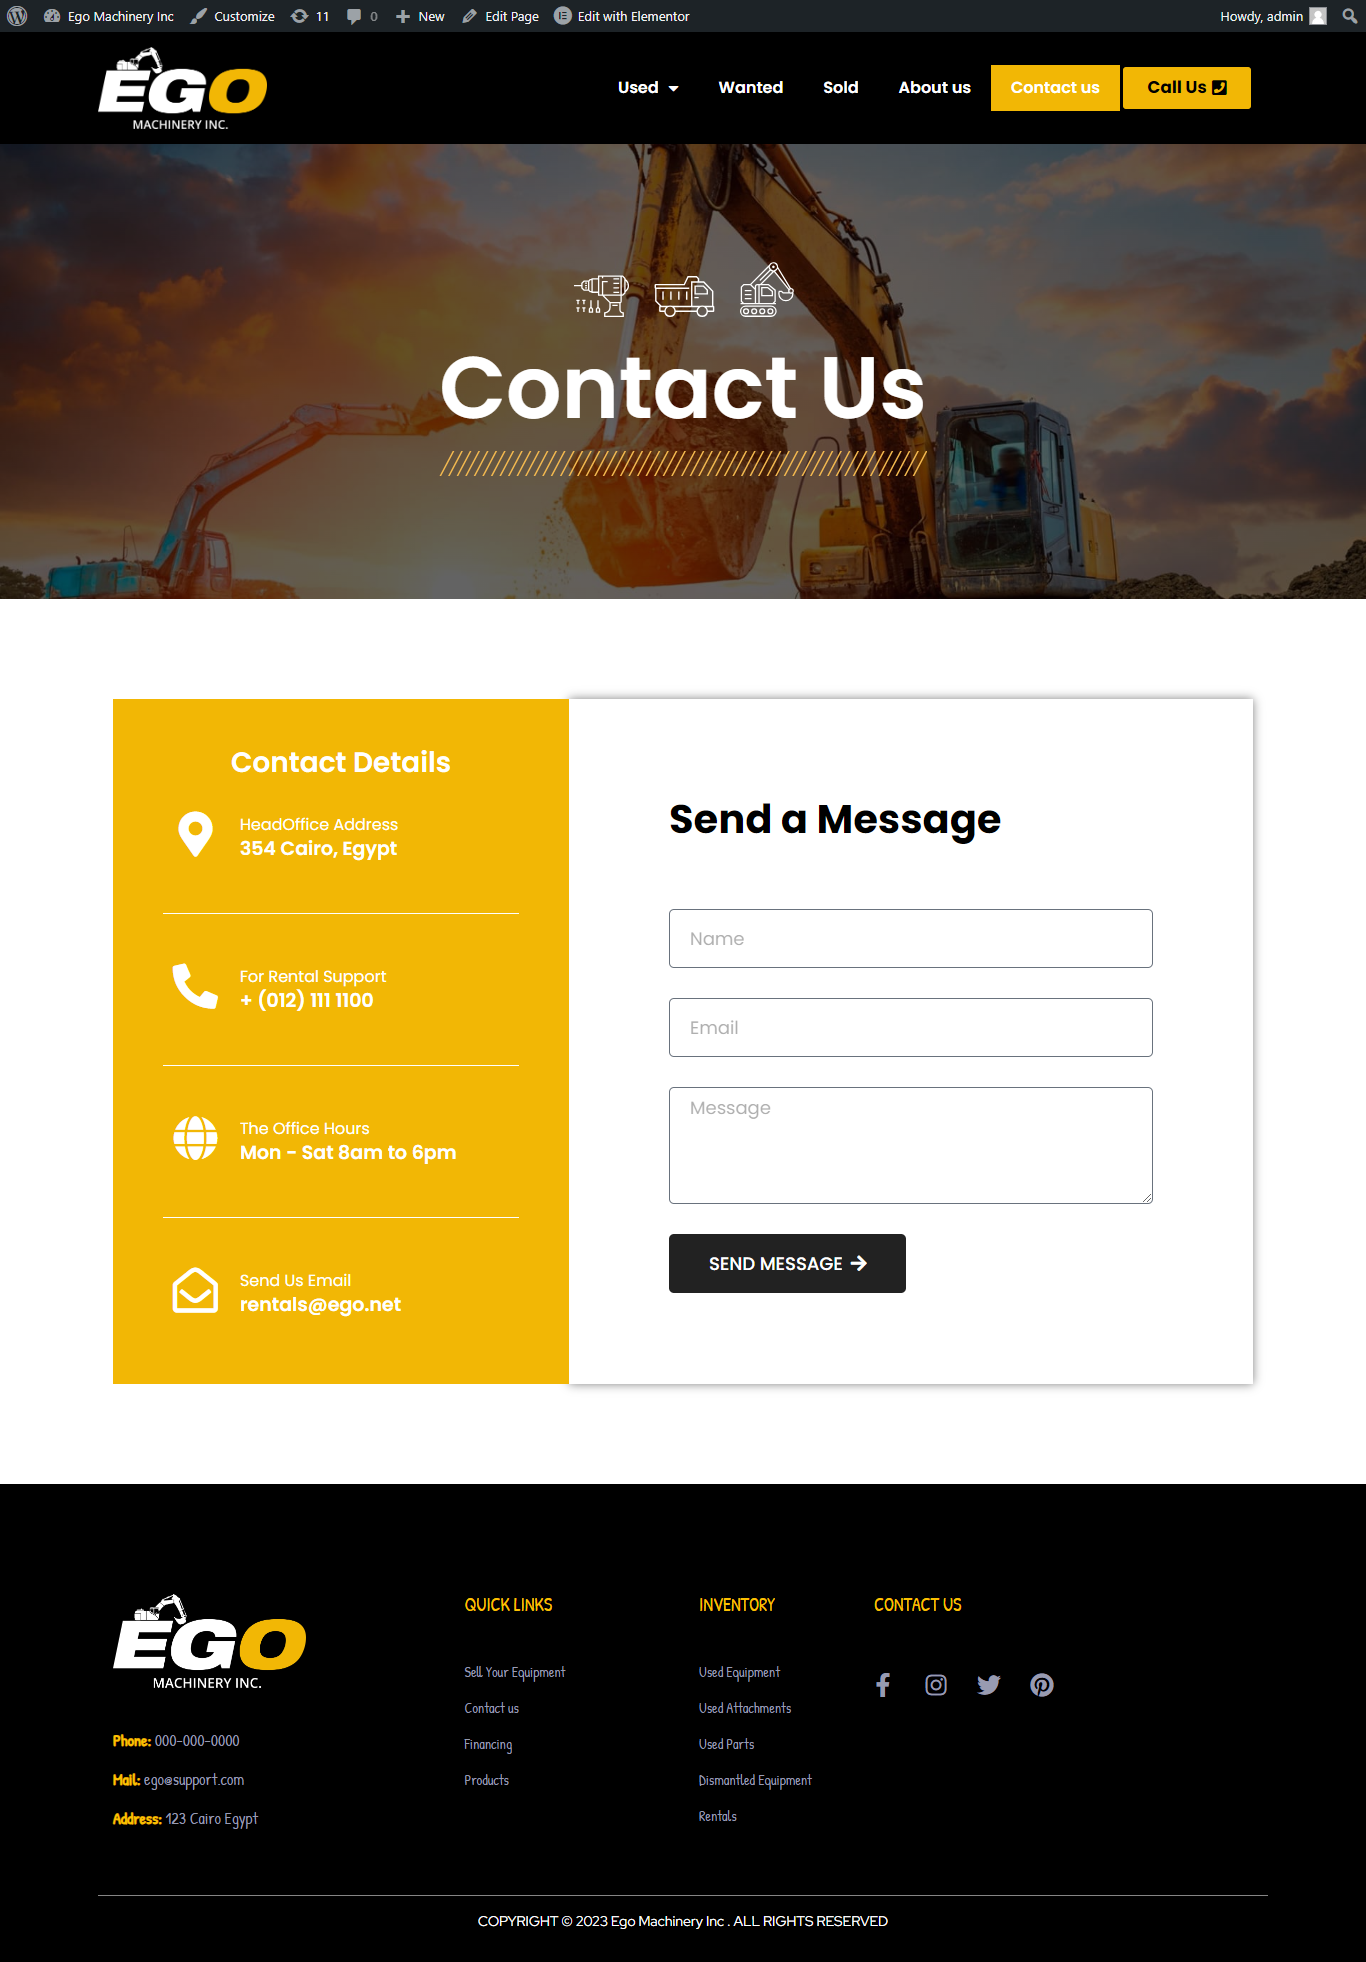 Ego Machinery Inc Customize 11 0 New Edit Page Edit with Elementor Howdy, admin
EGO
MACHINERY INC.
Used Wanted Sold About us Contact us Call Us
Contact Us
Contact Details
HeadOffice Address
354 Cairo, Egypt
For Rental Support
+ (012) 111 1100
The Office Hours
Mon - Sat 8am to 6pm
Send Us Email
rentals@ego.net
Send a Message
Name
Email
Message
SEND MESSAGE
EGO
MACHINERY INC.
Phone: 000-000-0000
Mail: ego@support.com
Address: 123 Cairo Egypt
QUICK LINKS
Sell Your Equipment
Contact us
Financing
Products
INVENTORY
Used Equipment
Used Attachments
Used Parts
Dismantled Equipment
Rentals
CONTACT US
COPYRIGHT © 2023 Ego Machinery Inc . ALL RIGHTS RESERVED